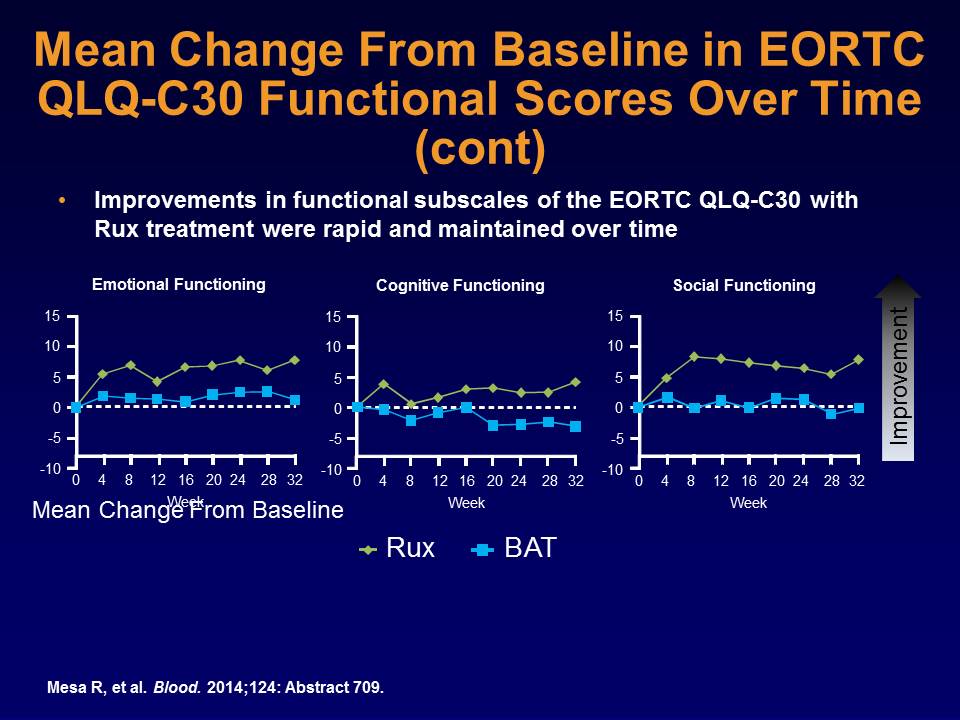 Mean Change From Baseline in EORTC
QLQ-C30 Functional Scores Over Time
(cont)
• Improvements in functional subscales of the EORTC QLQ-C30 with
Rux treatment were rapid and maintained over time
Emotional Functioning
15
10
5
0
-5
-10
0 4 8 12 16 20 24 28 32
Week
Mean Change From Baseline
Cognitive Functioning
15
10
5
0
-5
-10
0 4 8 12 16 20 24 28 32
Week
Social Functioning
15
10
5
0
-5
-10
0 4 8 12 16 20 24 28 32
Week
Improvement
Rux BAT
Mesa R, et al. Blood. 2014;124: Abstract 709.